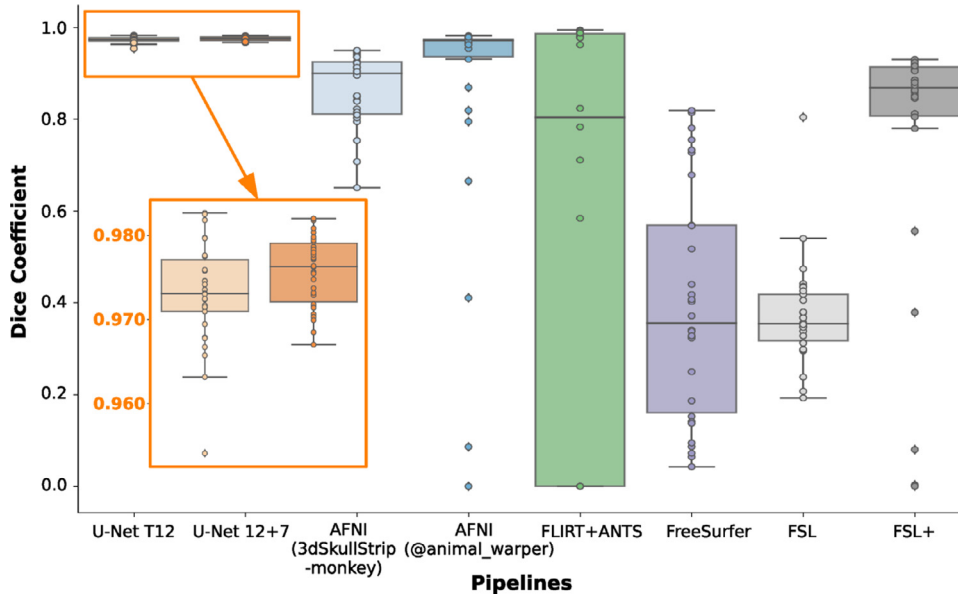 1.0
0.8
0.6
0.4
0.2
0.0
Dice Coefficient
0.980
0.970
0.960
U-Net T12
U-Net 12+7
AFNI
(3dSkullStrip
-monkey)
AFNI
(@animal_warper)
FLIRT+ANTS
FreeSurfer
FSL
FSL+
Pipelines